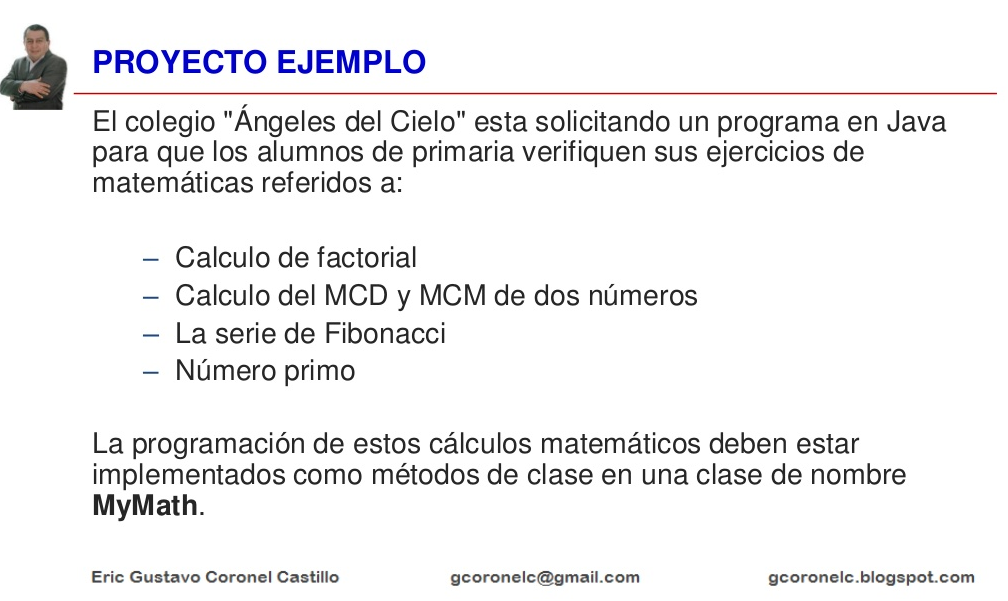 PROYECTO EJEMPLO
El colegio "Ángeles del Cielo" esta solicitando un programa en Java
para que los alumnos de primaria verifiquen sus ejercicios de
matemáticas referidos a:
– Calculo de factorial
– Calculo del MCD y MCM de dos números
– La serie de Fibonacci
– Número primo
La programación de estos cálculos matemáticos deben estar
implementados como métodos de clase en una clase de nombre
MyMath.
Eric Gustavo Coronel Castillo gcoronelc@gmail.com gcoronelc.blogspot.com